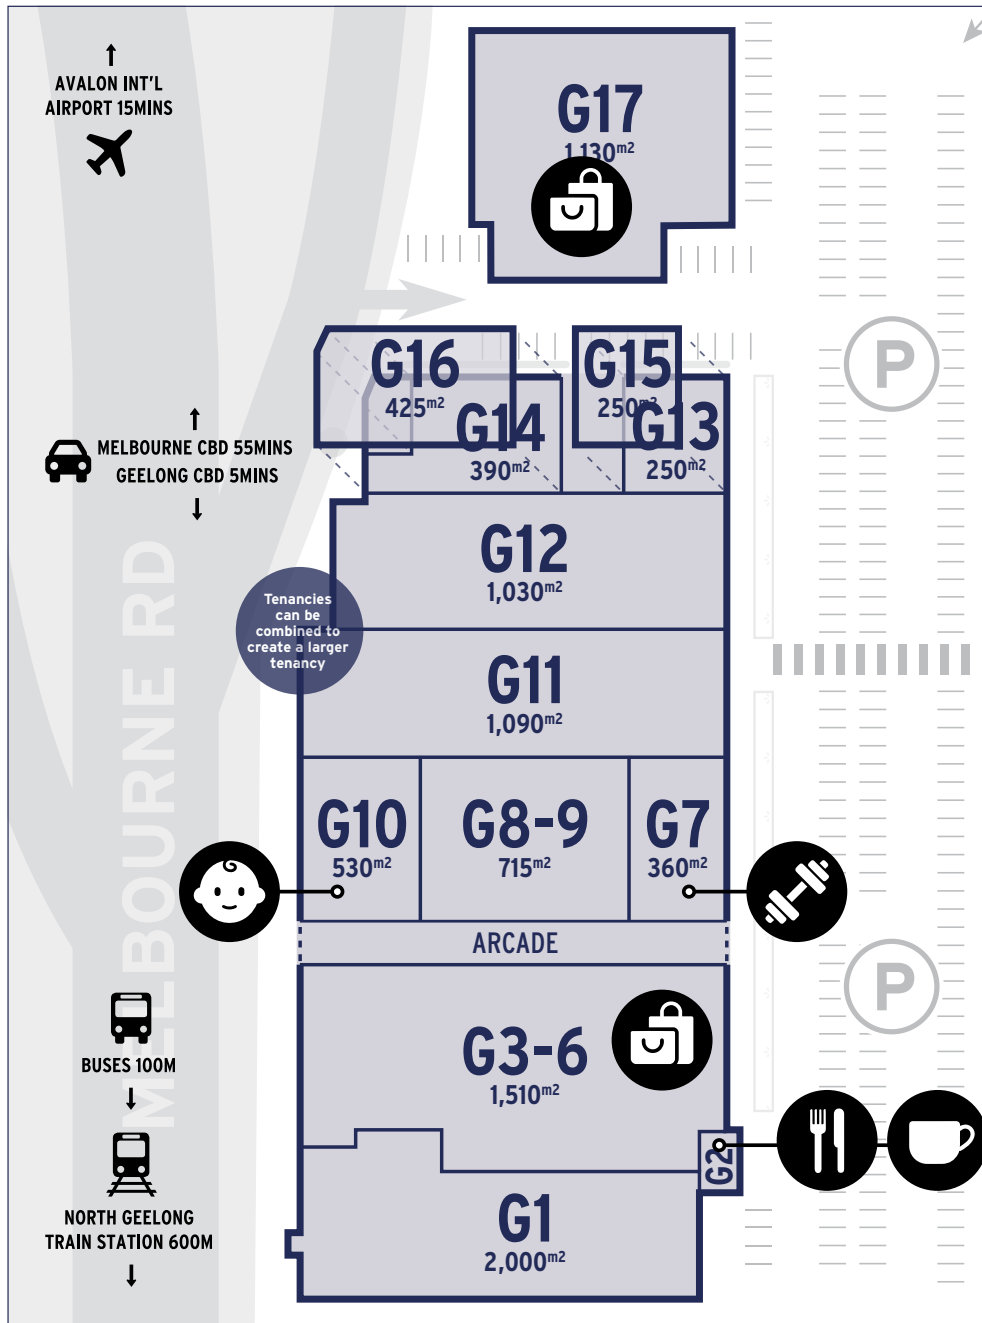 AVALON INT'L
AIRPORT 15MINS
G17
1,130m2
G16
425m2
G15
250m2
G14
390m2
G13
250m2
MELBOURNE CBD 55MINS
GEELONG CBD 5MINS
P
G12
1,030m2
Tenancies
can be
combined to
create a larger
tenancy
MELBOURNE RD
G11
1,090m2
G10
530m2
G8-9
715m2
G7
360m2
ARCADE
P
G3-6
1,510m2
BUSES 100M
G2
NORTH GEELONG
TRAIN STATION 600M
G1
2,000m2